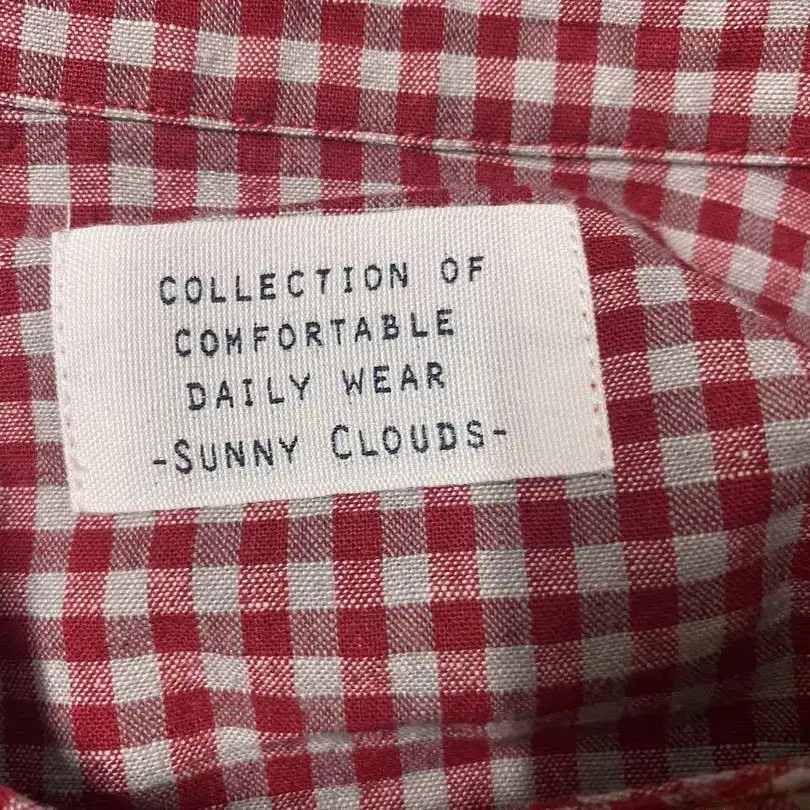 COLLECTION OF
COMFORTABLE
DAILY WEAR
-SUNNY CLOUDS-